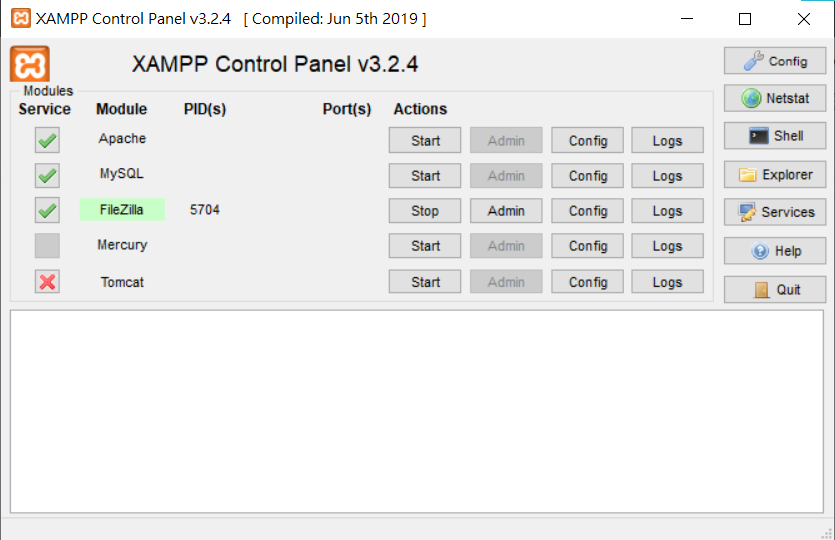 XAMPP Control Panel v3.2.4 [ Compiled: Jun 5th 2019 ]
XAMPP Control Panel v3.2.4
Modules
Service Module PID(s) Port(s) Actions
Apache Start Admin Config Logs
MySQL Start Admin Config Logs
FileZilla 5704 Stop Admin Config Logs
Mercury Start Admin Config Logs
Tomcat Start Admin Config Logs
Config
Netstat
Shell
Explorer
Services
Help
Quit